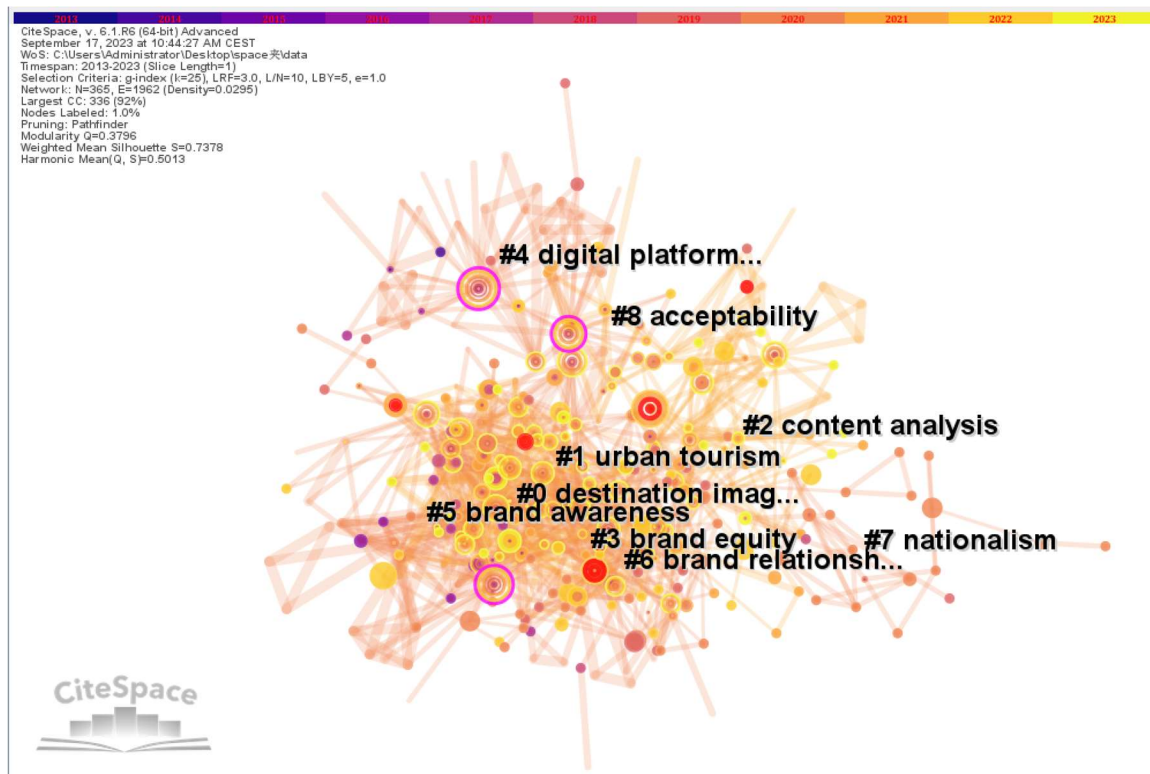 2013 2014 2015 2016 2017 2018 2019 2020 2021 2022 2023
CiteSpace, v. 6.1.R6 (64-bit) Advanced
September 17, 2023 at 10:44:27 AM CEST
WoS: C:\Users\Administrator\Desktop\space夹\data
Timespan: 2013-2023 (Slice Length=1)
Selection Criteria: g-index (k=25), LRF=3.0, L/N=10, LBY=5, e=1.0
Network: N=365, E=1962 (Density=0.0295)
Largest CC: 336 (92%)
Nodes Labeled: 1.0%
Pruning: Pathfinder
Modularity Q=0.3796
Weighted Mean Silhouette S=0.7378
Harmonic Mean(Q, S)=0.5013
#4 digital platform...
#8 acceptability
#2 content analysis
#1 urban tourism
#0 destination imag...
#5 brand awareness
#3 brand equity
#7 nationalism
#6 brand relationsh...
CiteSpace